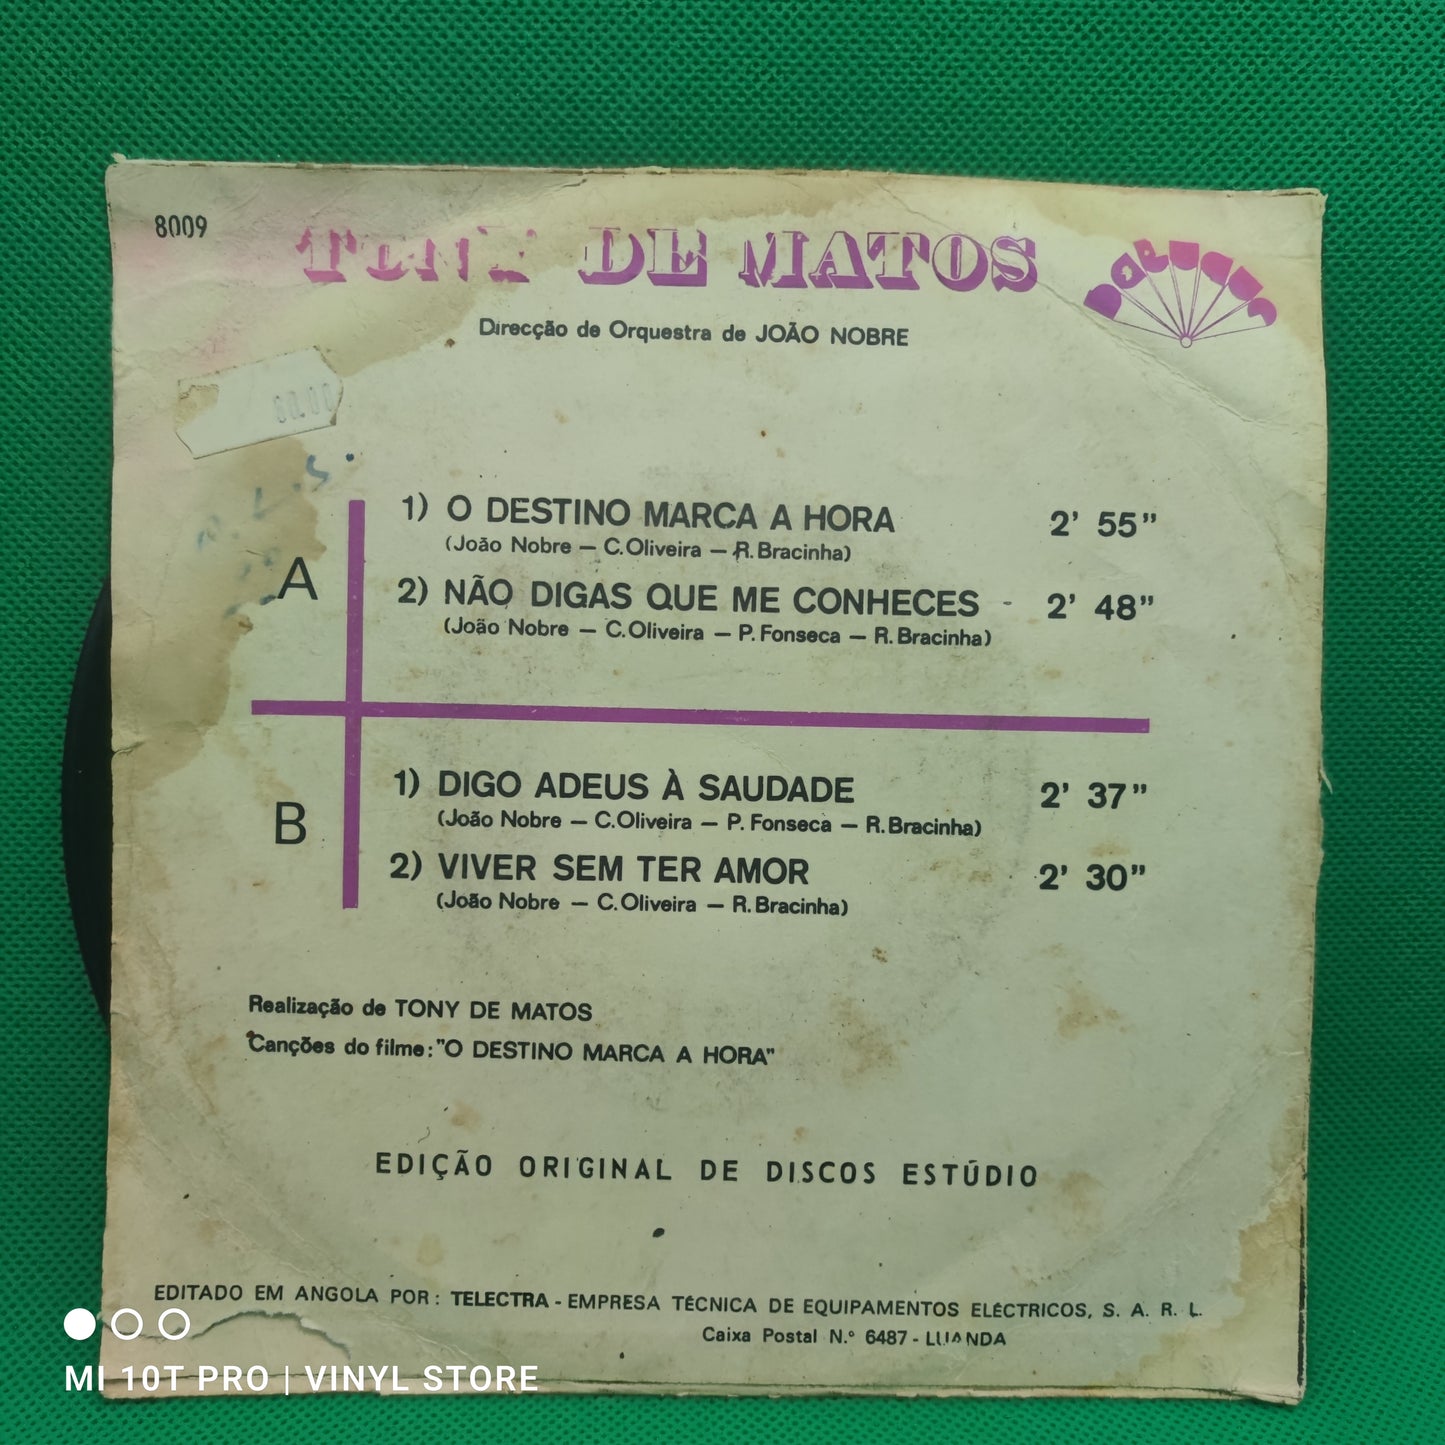 8009
TONY DE MATOS
Direcção de Orquestra de JOÃO NOBRE
A
1) O DESTINO MARCA A HORA 2' 55"
(João Nobre — C.Oliveira — R.Bracinha)
2) NÃO DIGAS QUE ME CONHECES - 2' 48"
(João Nobre — C.Oliveira — P.Fonseca — R.Bracinha)
B
1) DIGO ADEUS À SAUDADE 2' 37"
(João Nobre — C.Oliveira — P. Fonseca — R.Bracinha)
2) VIVER SEM TER AMOR 2' 30"
(João Nobre — C.Oliveira — R.Bracinha)
Realização de TONY DE MATOS
Canções do filme: "O DESTINO MARCA A HORA"
EDIÇÃO ORIGINAL DE DISCOS ESTÚDIO
EDITADO EM ANGOLA POR: TELECTRA - EMPRESA TÉCNICA DE EQUIPAMENTOS ELÉCTRICOS, S. A. R. L.
Caixa Postal N.º 6487 - LUANDA
MI 10T PRO | VINYL STORE